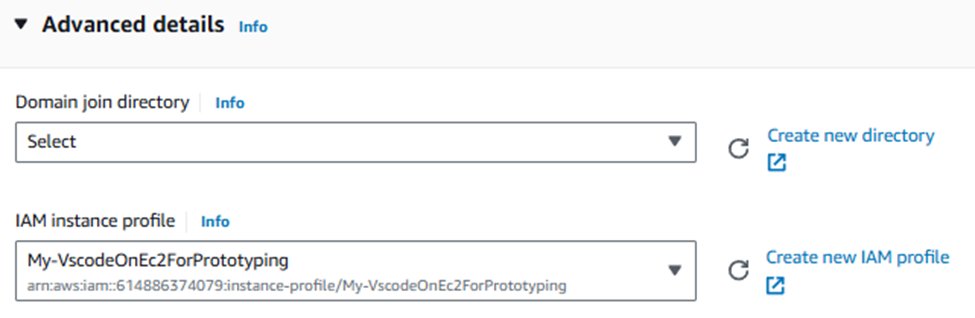 Advanced details Info
Domain join directory Info
Select
Create new directory
IAM instance profile Info
My-VscodeOnEc2ForPrototyping
arn:aws:iam::614886374079:instance-profile/My-VscodeOnEc2ForPrototyping
Create new IAM profile